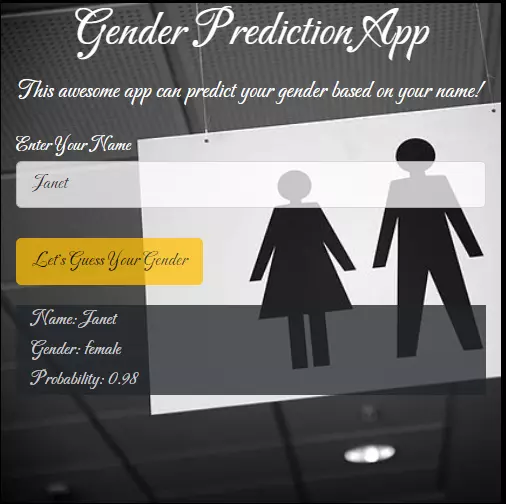 Gender Prediction App
This awesome app can predict your gender based on your name!
Enter Your Name
Janet
Let's Guess Your Gender
Name: Janet
Gender: female
Probability: 0.98